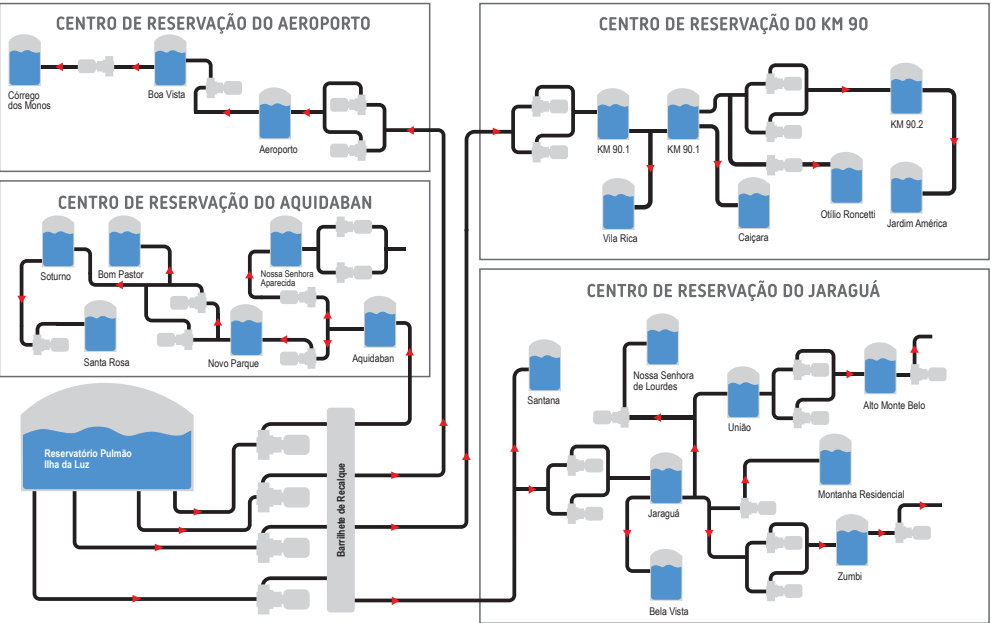 CENTRO DE RESERVAÇÃO DO AEROPORTO
Córrego
dos Monos
Boa Vista
Aeroporto
CENTRO DE RESERVAÇÃO DO KM 90
KM 90.1
KM 90.1
KM 90.2
Vila Rica
Caiçara
Otílio Roncetti
Jardim América
CENTRO DE RESERVAÇÃO DO AQUIDABAN
Soturno
Bom Pastor
Nossa Senhora
Aparecida
Santa Rosa
Novo Parque
Aquidaban
CENTRO DE RESERVAÇÃO DO JARAGUÁ
Santana
Nossa Senhora
de Lourdes
União
Alto Monte Belo
Jaraguá
Montanha Residencial
Bela Vista
Zumbi
Reservatório Pulmão
Ilha da Luz
Barrilhete de Recalque